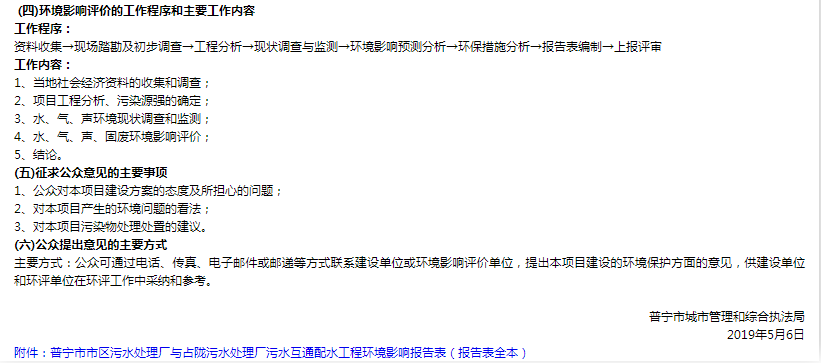 (四)环境影响评价的工作程序和主要工作内容
工作程序：
资料收集→现场踏勘及初步调查→工程分析→现状调查与监测→环境影响预测分析→环保措施分析→报告表编制→上报评审
工作内容：
1、当地社会经济资料的收集和调查；
2、项目工程分析、污染源强的确定；
3、水、气、声环境现状调查和监测；
4、水、气、声、固废环境影响评价；
5、结论。
(五)征求公众意见的主要事项
1、公众对本项目建设方案的态度及所担心的问题；
2、对本项目产生的环境问题的看法；
3、对本项目污染物处理处置的建议。
(六)公众提出意见的主要方式
主要方式：公众可通过电话、传真、电子邮件或邮递等方式联系建设单位或环境影响评价单位，提出本项目建设的环境保护方面的意见，供建设单位
和环评单位在环评工作中采纳和参考。
普宁市城市管理和综合执法局
2019年5月6日
附件：普宁市市区污水处理厂与占陇污水处理厂污水互通配水工程环境影响报告表（报告表全本）